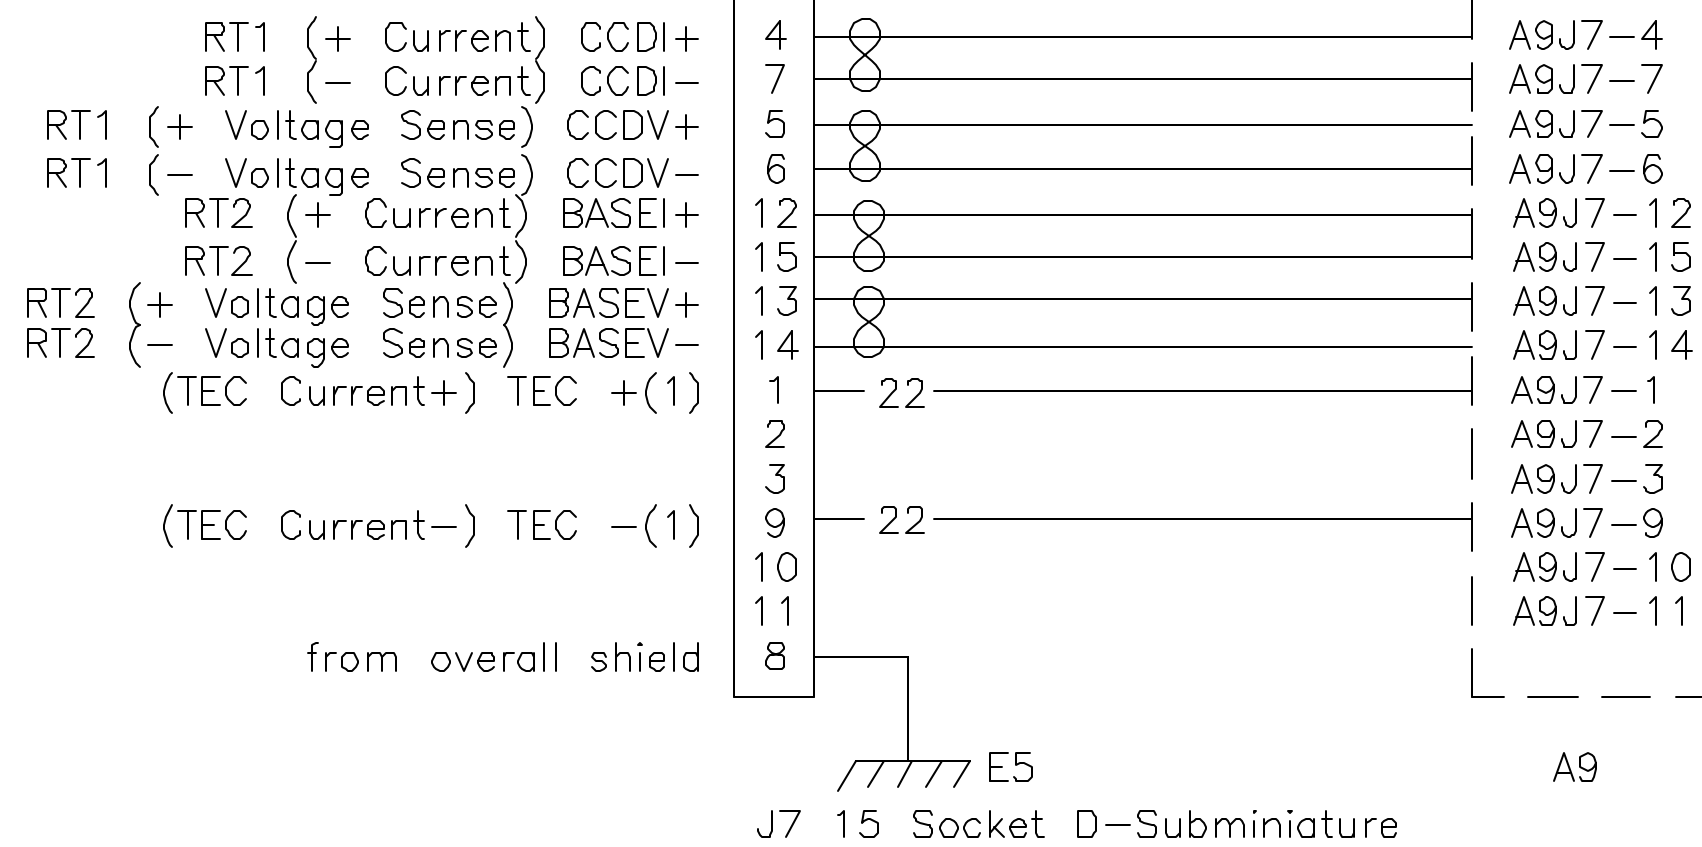 RT1 (+ Current) CCDI+ 4 A9J7-4
RT1 (- Current) CCDI- 7 A9J7-7
RT1 (+ Voltage Sense) CCDV+ 5 A9J7-5
RT1 (- Voltage Sense) CCDV- 6 A9J7-6
RT2 (+ Current) BASEI+ 12 A9J7-12
RT2 (- Current) BASEI- 15 A9J7-15
RT2 (+ Voltage Sense) BASEV+ 13 A9J7-13
RT2 (- Voltage Sense) BASEV- 14 A9J7-14
(TEC Current+) TEC +(1) 1 22 A9J7-1
2 A9J7-2
3 A9J7-3
(TEC Current-) TEC -(1) 9 22 A9J7-9
10 A9J7-10
11 A9J7-11
from overall shield 8
E5 A9
J7 15 Socket D-Subminiature